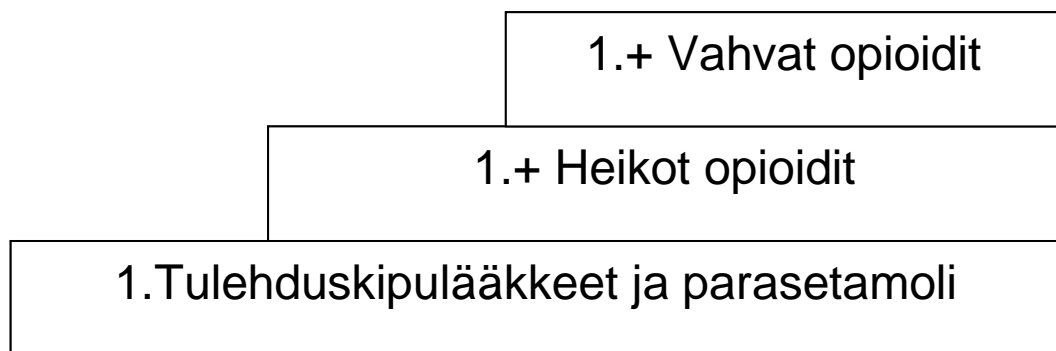 1.+ Vahvat opioidit
1.+ Heikot opioidit
1.Tulehduskipulääkkeet ja parasetamoli